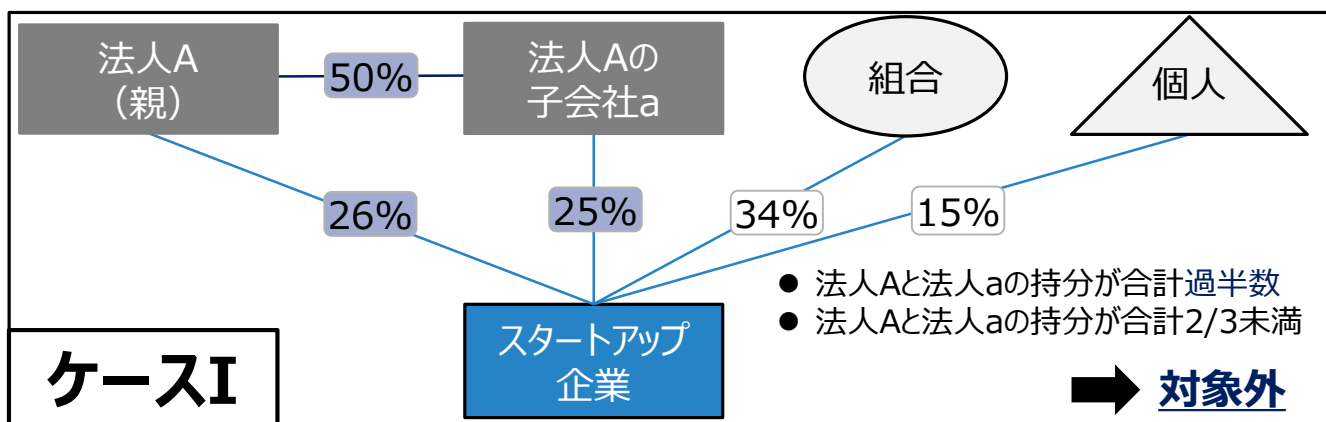 法人A
（親）
50%
法人Aの
子会社a
組合
個人
26%
25%
34%
15%
● 法人Aと法人aの持分が合計過半数
● 法人Aと法人aの持分が合計2/3未満
スタートアップ
企業
ケースI
➡ 対象外